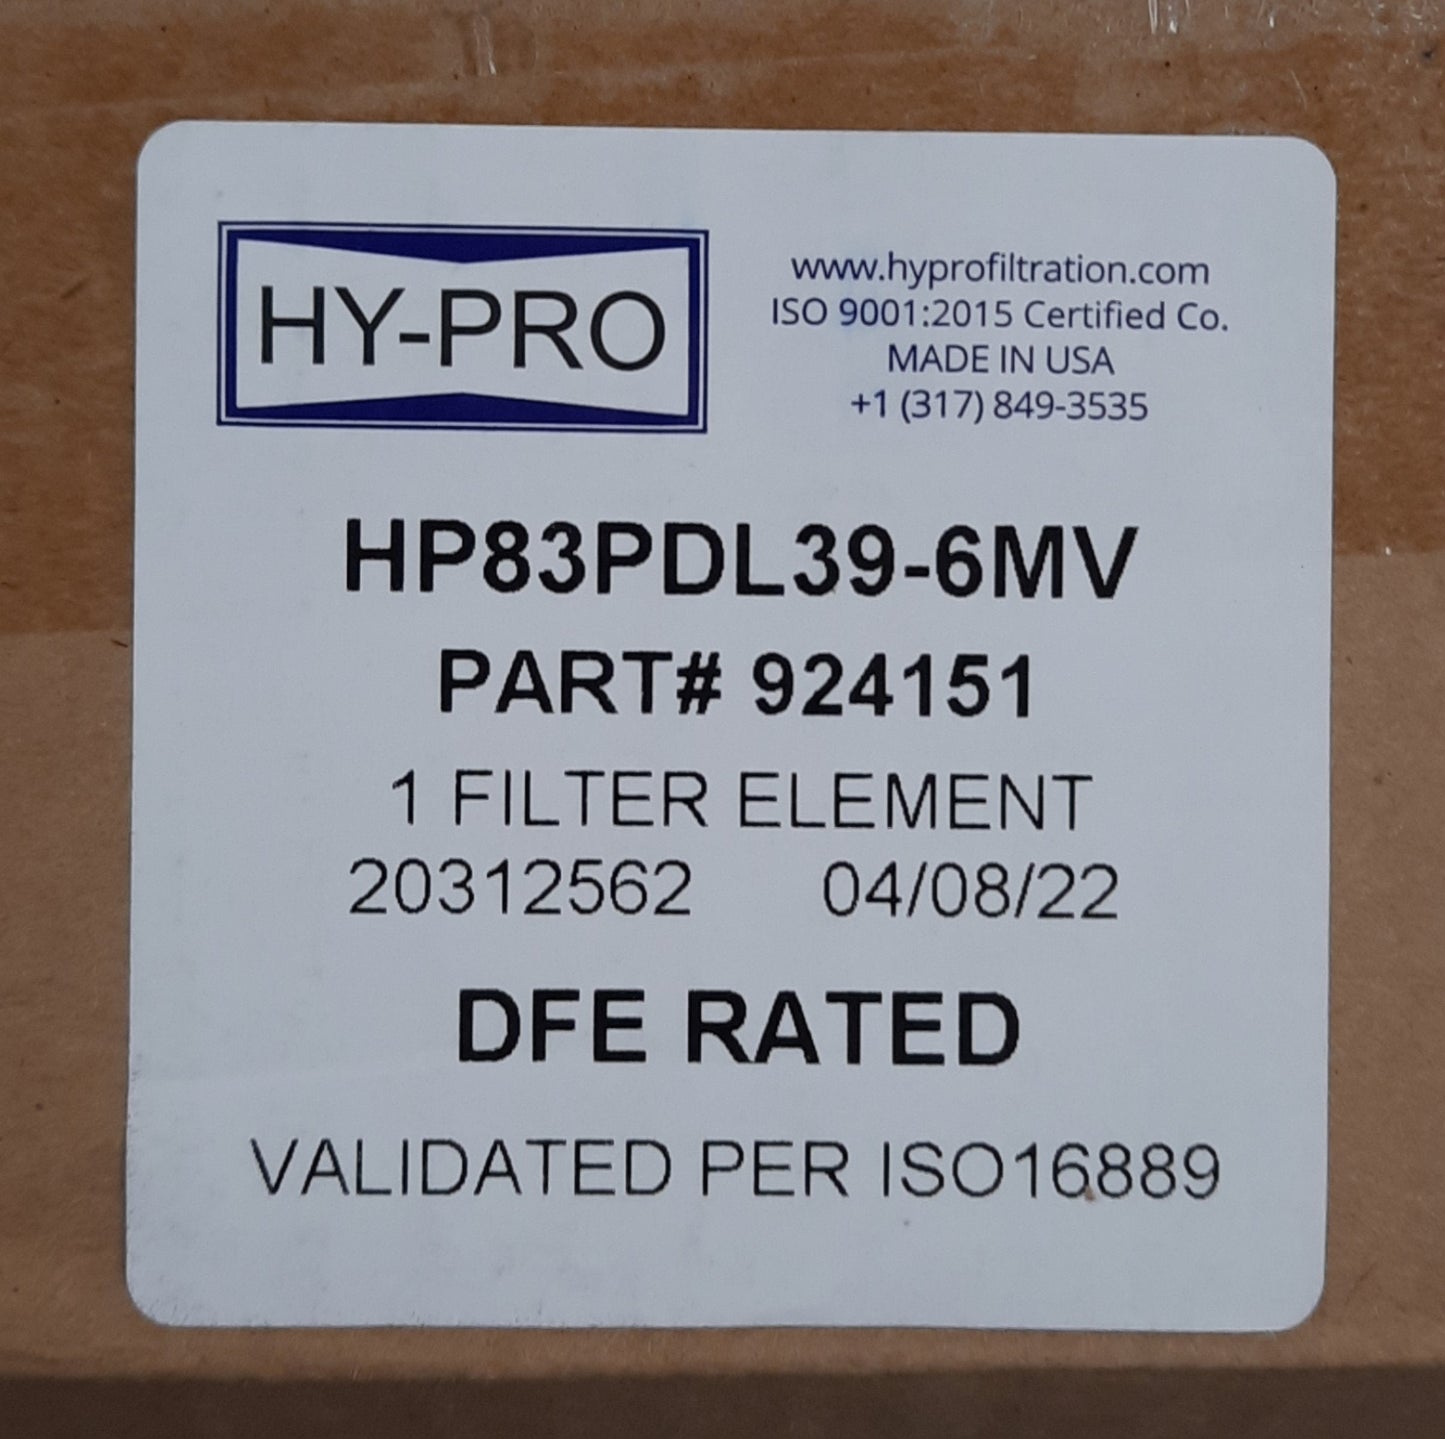 HY-PRO
www.hyprofiltration.com
ISO 9001:2015 Certified Co.
MADE IN USA
+1 (317) 849-3535
HP83PDL39-6MV
PART# 924151
1 FILTER ELEMENT
20312562 04/08/22
DFE RATED
VALIDATED PER ISO16889